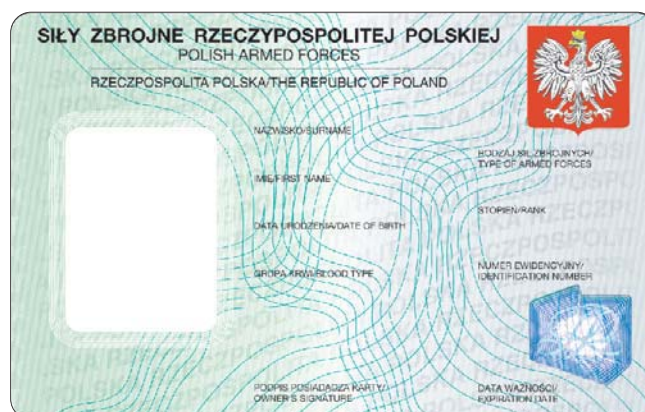 SIŁY ZBROJNE RZECZYPOSPOLITEJ POLSKIEJ
POLISH ARMED FORCES
RZECZPOSPOLITA POLSKA/THE REPUBLIC OF POLAND
NAZWISKO/SURNAME
RODZAJ SIŁ ZBROJNYCH/
TYPE OF ARMED FORCES
IMIĘ/FIRST NAME
STOPIEŃ/RANK
DATA URODZENIA/DATE OF BIRTH
GRUPA KRWI/BLOOD TYPE
NUMER EWIDENCYJNY/
IDENTIFICATION NUMBER
PODPIS POSIADACZA KARTY/
OWNER'S SIGNATURE
DATA WAŻNOŚCI/
EXPIRATION DATE